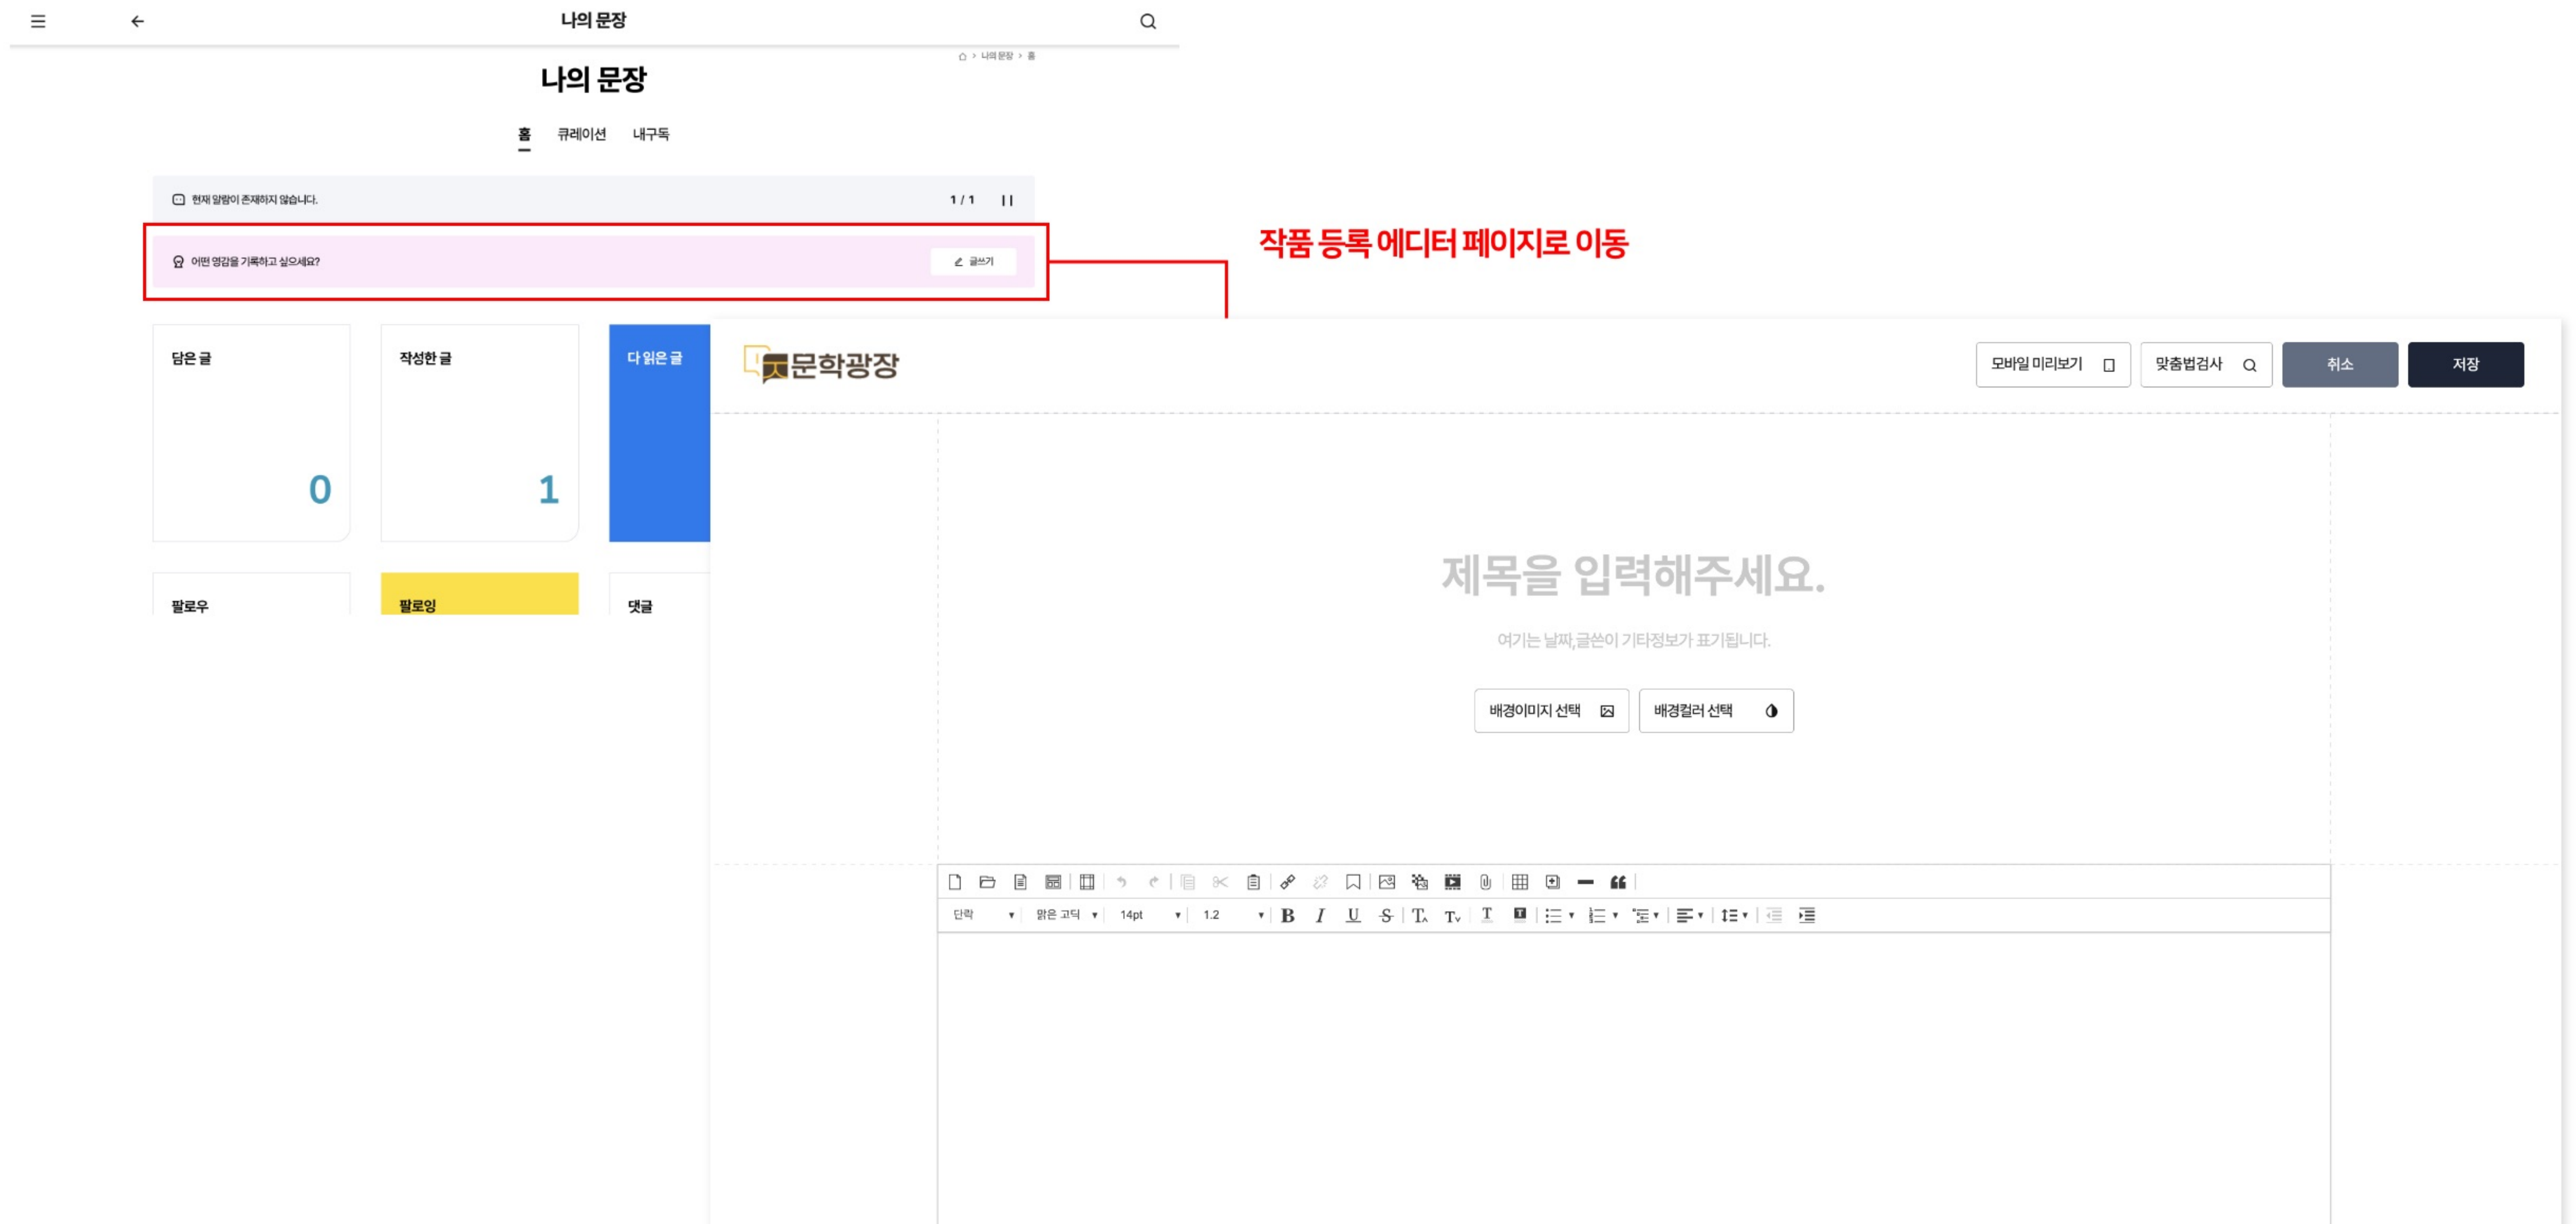 나의 문장
나의 문장 > 홈
나의 문장
홈 큐레이션 내구독
현재 알람이 존재하지 않습니다. 1 / 1
어떤 영감을 기록하고 싶으세요? 글쓰기
작품 등록 에디터 페이지로 이동
담은 글 작성한 글 다 읽은 글
0 1
팔로우 팔로잉 댓글
문학광장 모바일 미리보기 맞춤법검사 취소 저장
제목을 입력해주세요.
여기는 날짜,글쓴이 기타정보가 표기됩니다.
배경이미지 선택 배경컬러 선택
단락 맑은 고딕 14pt 1.2